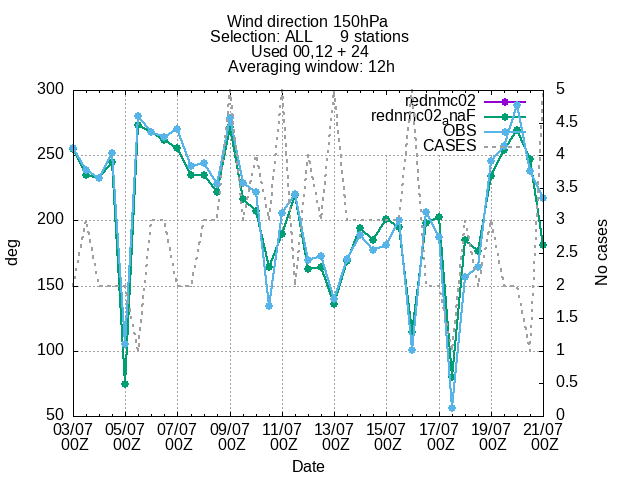 Wind direction 150hPa
Selection: ALL      9 stations
Used 00,12 + 24
Averaging window: 12h
rednmc02
rednmc02_naF
OBS
CASES
300
250
200
150
100
50
deg
5
4.5
4
3.5
3
2.5
2
1.5
1
0.5
0
No cases
03/07 05/07 07/07 09/07 11/07 13/07 15/07 17/07 19/07 21/07
00Z 00Z 00Z 00Z 00Z 00Z 00Z 00Z 00Z 00Z
Date